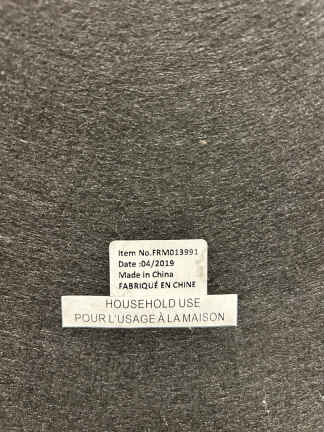 Item No.FRM013991
Date :04/2019
Made in China
FABRIQUÉ EN CHINE
HOUSEHOLD USE
POUR L'USAGE À LA MAISON